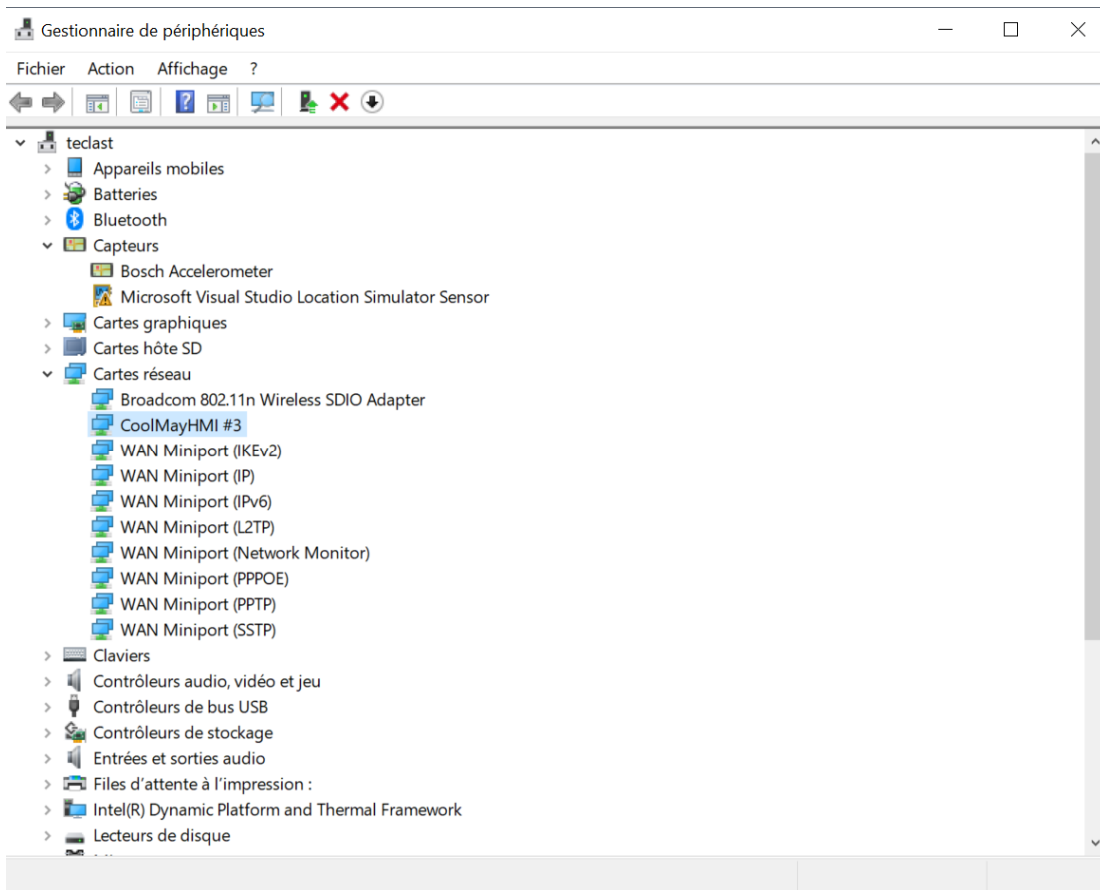 Gestionnaire de périphériques
Fichier Action Affichage ?
teclast
Appareils mobiles
Batteries
Bluetooth
Capteurs
Bosch Accelerometer
Microsoft Visual Studio Location Simulator Sensor
Cartes graphiques
Cartes hôte SD
Cartes réseau
Broadcom 802.11n Wireless SDIO Adapter
CoolMayHMI #3
WAN Miniport (IKEv2)
WAN Miniport (IP)
WAN Miniport (IPv6)
WAN Miniport (L2TP)
WAN Miniport (Network Monitor)
WAN Miniport (PPPOE)
WAN Miniport (PPTP)
WAN Miniport (SSTP)
Claviers
Contrôleurs audio, vidéo et jeu
Contrôleurs de bus USB
Contrôleurs de stockage
Entrées et sorties audio
Files d’attente à l’impression :
Intel(R) Dynamic Platform and Thermal Framework
Lecteurs de disque